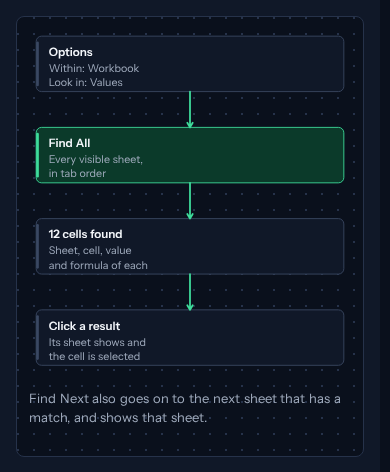 Options
Within: Workbook
Look in: Values
Find All
Every visible sheet,
in tab order
12 cells found
Sheet, cell, value
and formula of each
Click a result
Its sheet shows and
the cell is selected
Find Next also goes on to the next sheet that has a
match, and shows that sheet.